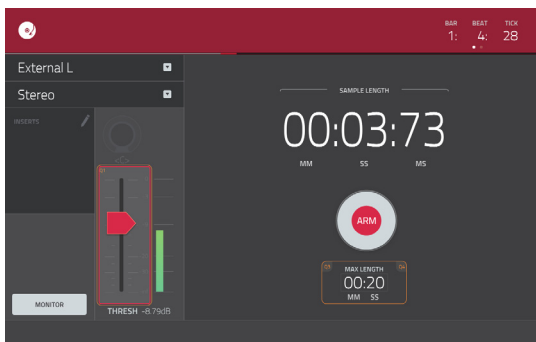 BAR BEAT TICK
1: 4: 28
External L
Stereo
INSERTS
SAMPLE LENGTH
00:03:73
MM SS MS
ARM
MAX LENGTH
00:20
MM SS
MONITOR
THRESH -8.79dB